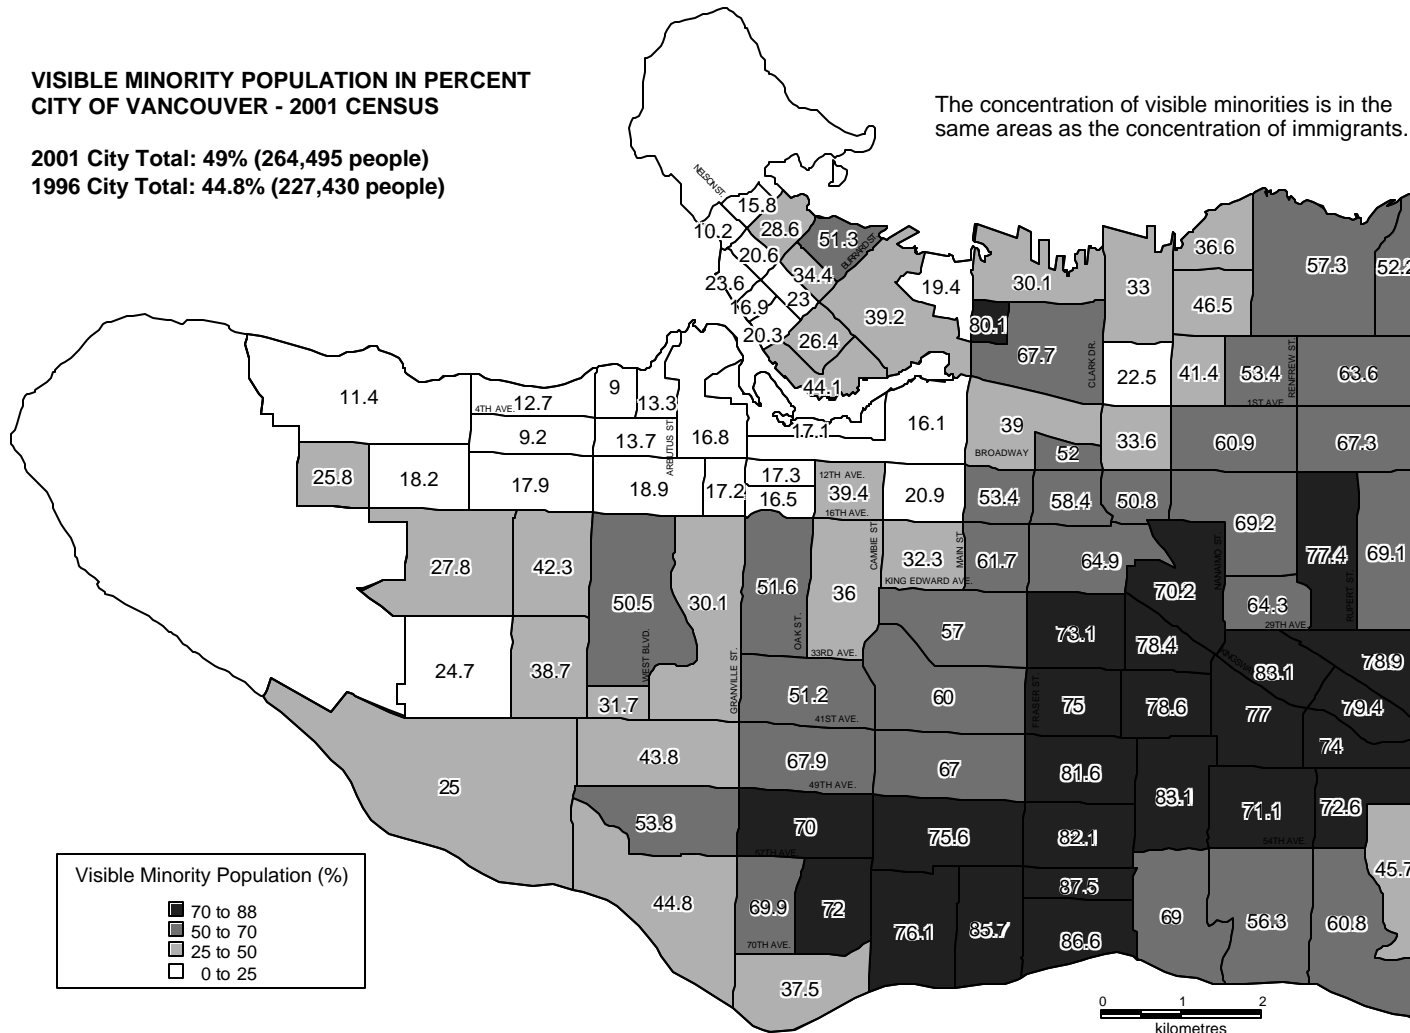 VISIBLE MINORITY POPULATION IN PERCENT
CITY OF VANCOUVER - 2001 CENSUS
2001 City Total: 49% (264,495 people)
1996 City Total: 44.8% (227,430 people)
The concentration of visible minorities is in the
same areas as the concentration of immigrants.
NELSON ST.
15.8
10.2
28.6
51.3
BURRARD ST.
20.6
34.4
23.6
23
16.9
20.3
26.4
39.2
44.1
19.4
30.1
80.1
67.7
CLARK DR.
33
36.6
46.5
57.3
22.5
41.4
53.4
RENFREW ST.
1ST AVE.
63.6
11.4
4TH AVE.
12.7
9
13.3
9.2
13.7
ARBUTUS ST.
16.8
17.1
16.1
39
BROADWAY
52
33.6
60.9
67.3
25.8
18.2
17.9
18.9
17.2
17.3
16.5
12TH AVE.
39.4
16TH AVE.
20.9
53.4
58.4
50.8
69.2
77.4
69.1
27.8
42.3
50.5
30.1
51.6
OAK ST.
36
CAMBIE ST.
32.3
KING EDWARD AVE.
MAIN ST.
61.7
64.9
70.2
NANAIMO ST.
64.3
29TH AVE.
RUPERT ST.
33RD AVE.
57
73.1
78.4
83.1
78.9
24.7
38.7
WEST BLVD.
31.7
GRANVILLE ST.
51.2
41ST AVE.
60
FRASER ST.
75
78.6
77
79.4
74
25
43.8
67.9
49TH AVE.
67
81.6
83.1
71.1
54TH AVE.
72.6
53.8
70
57TH AVE.
75.6
82.1
45.7
44.8
69.9
70TH AVE.
72
76.1
85.7
87.5
86.6
69
56.3
60.8
37.5
Visible Minority Population (%)
70 to 88
50 to 70
25 to 50
0 to 25
0 1 2
kilometres